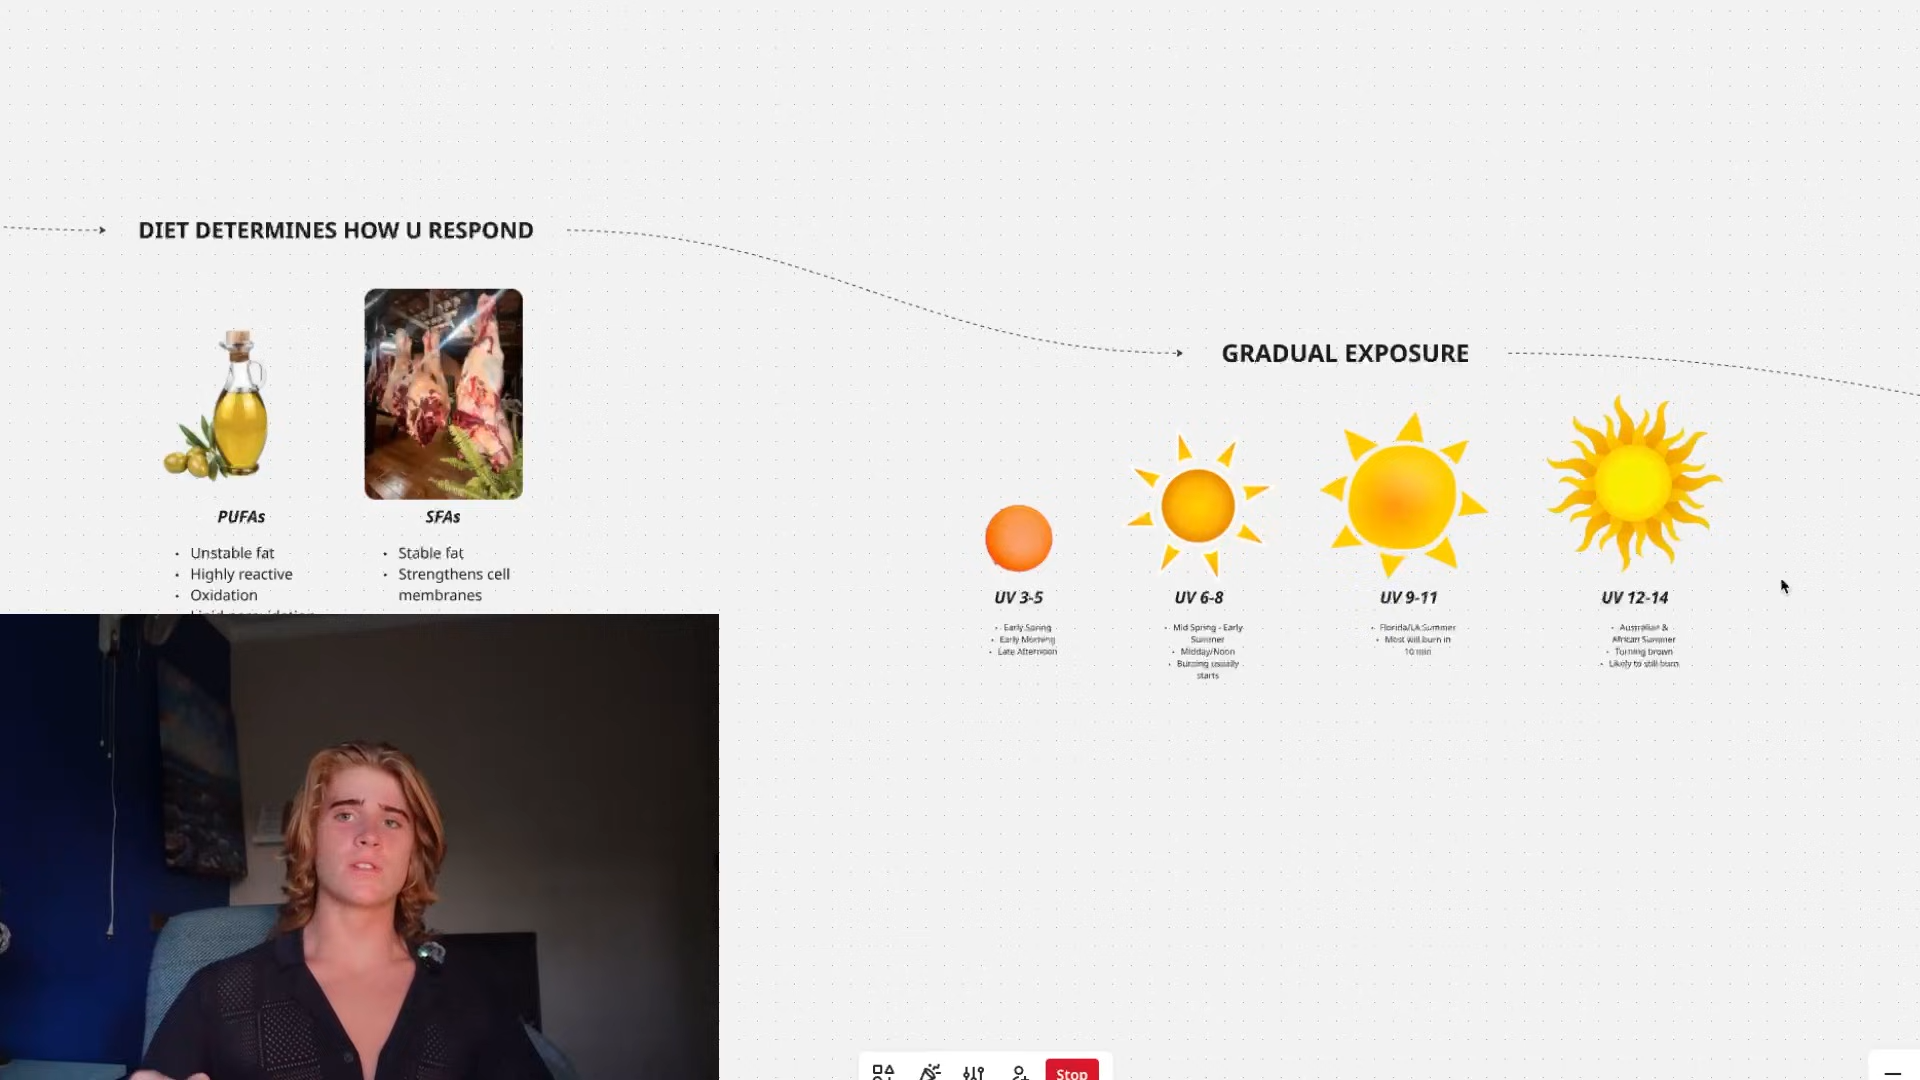 DIET DETERMINES HOW U RESPOND
PUFAs
• Unstable fat
• Highly reactive
• Oxidation
SFAs
• Stable fat
• Strengthens cell
membranes
GRADUAL EXPOSURE
UV 3-5
• Early Spring
• Early Morning
• Late Afternoon
UV 6-8
• Mid Spring - Early
Summer
• Midday/Noon
• Burning usually
starts
UV 9-11
• Florida/LA Summer
• Most will burn in
10 min
UV 12-14
• Australian &
African Summer
• Turning brown
• Likely to still burn
Stop